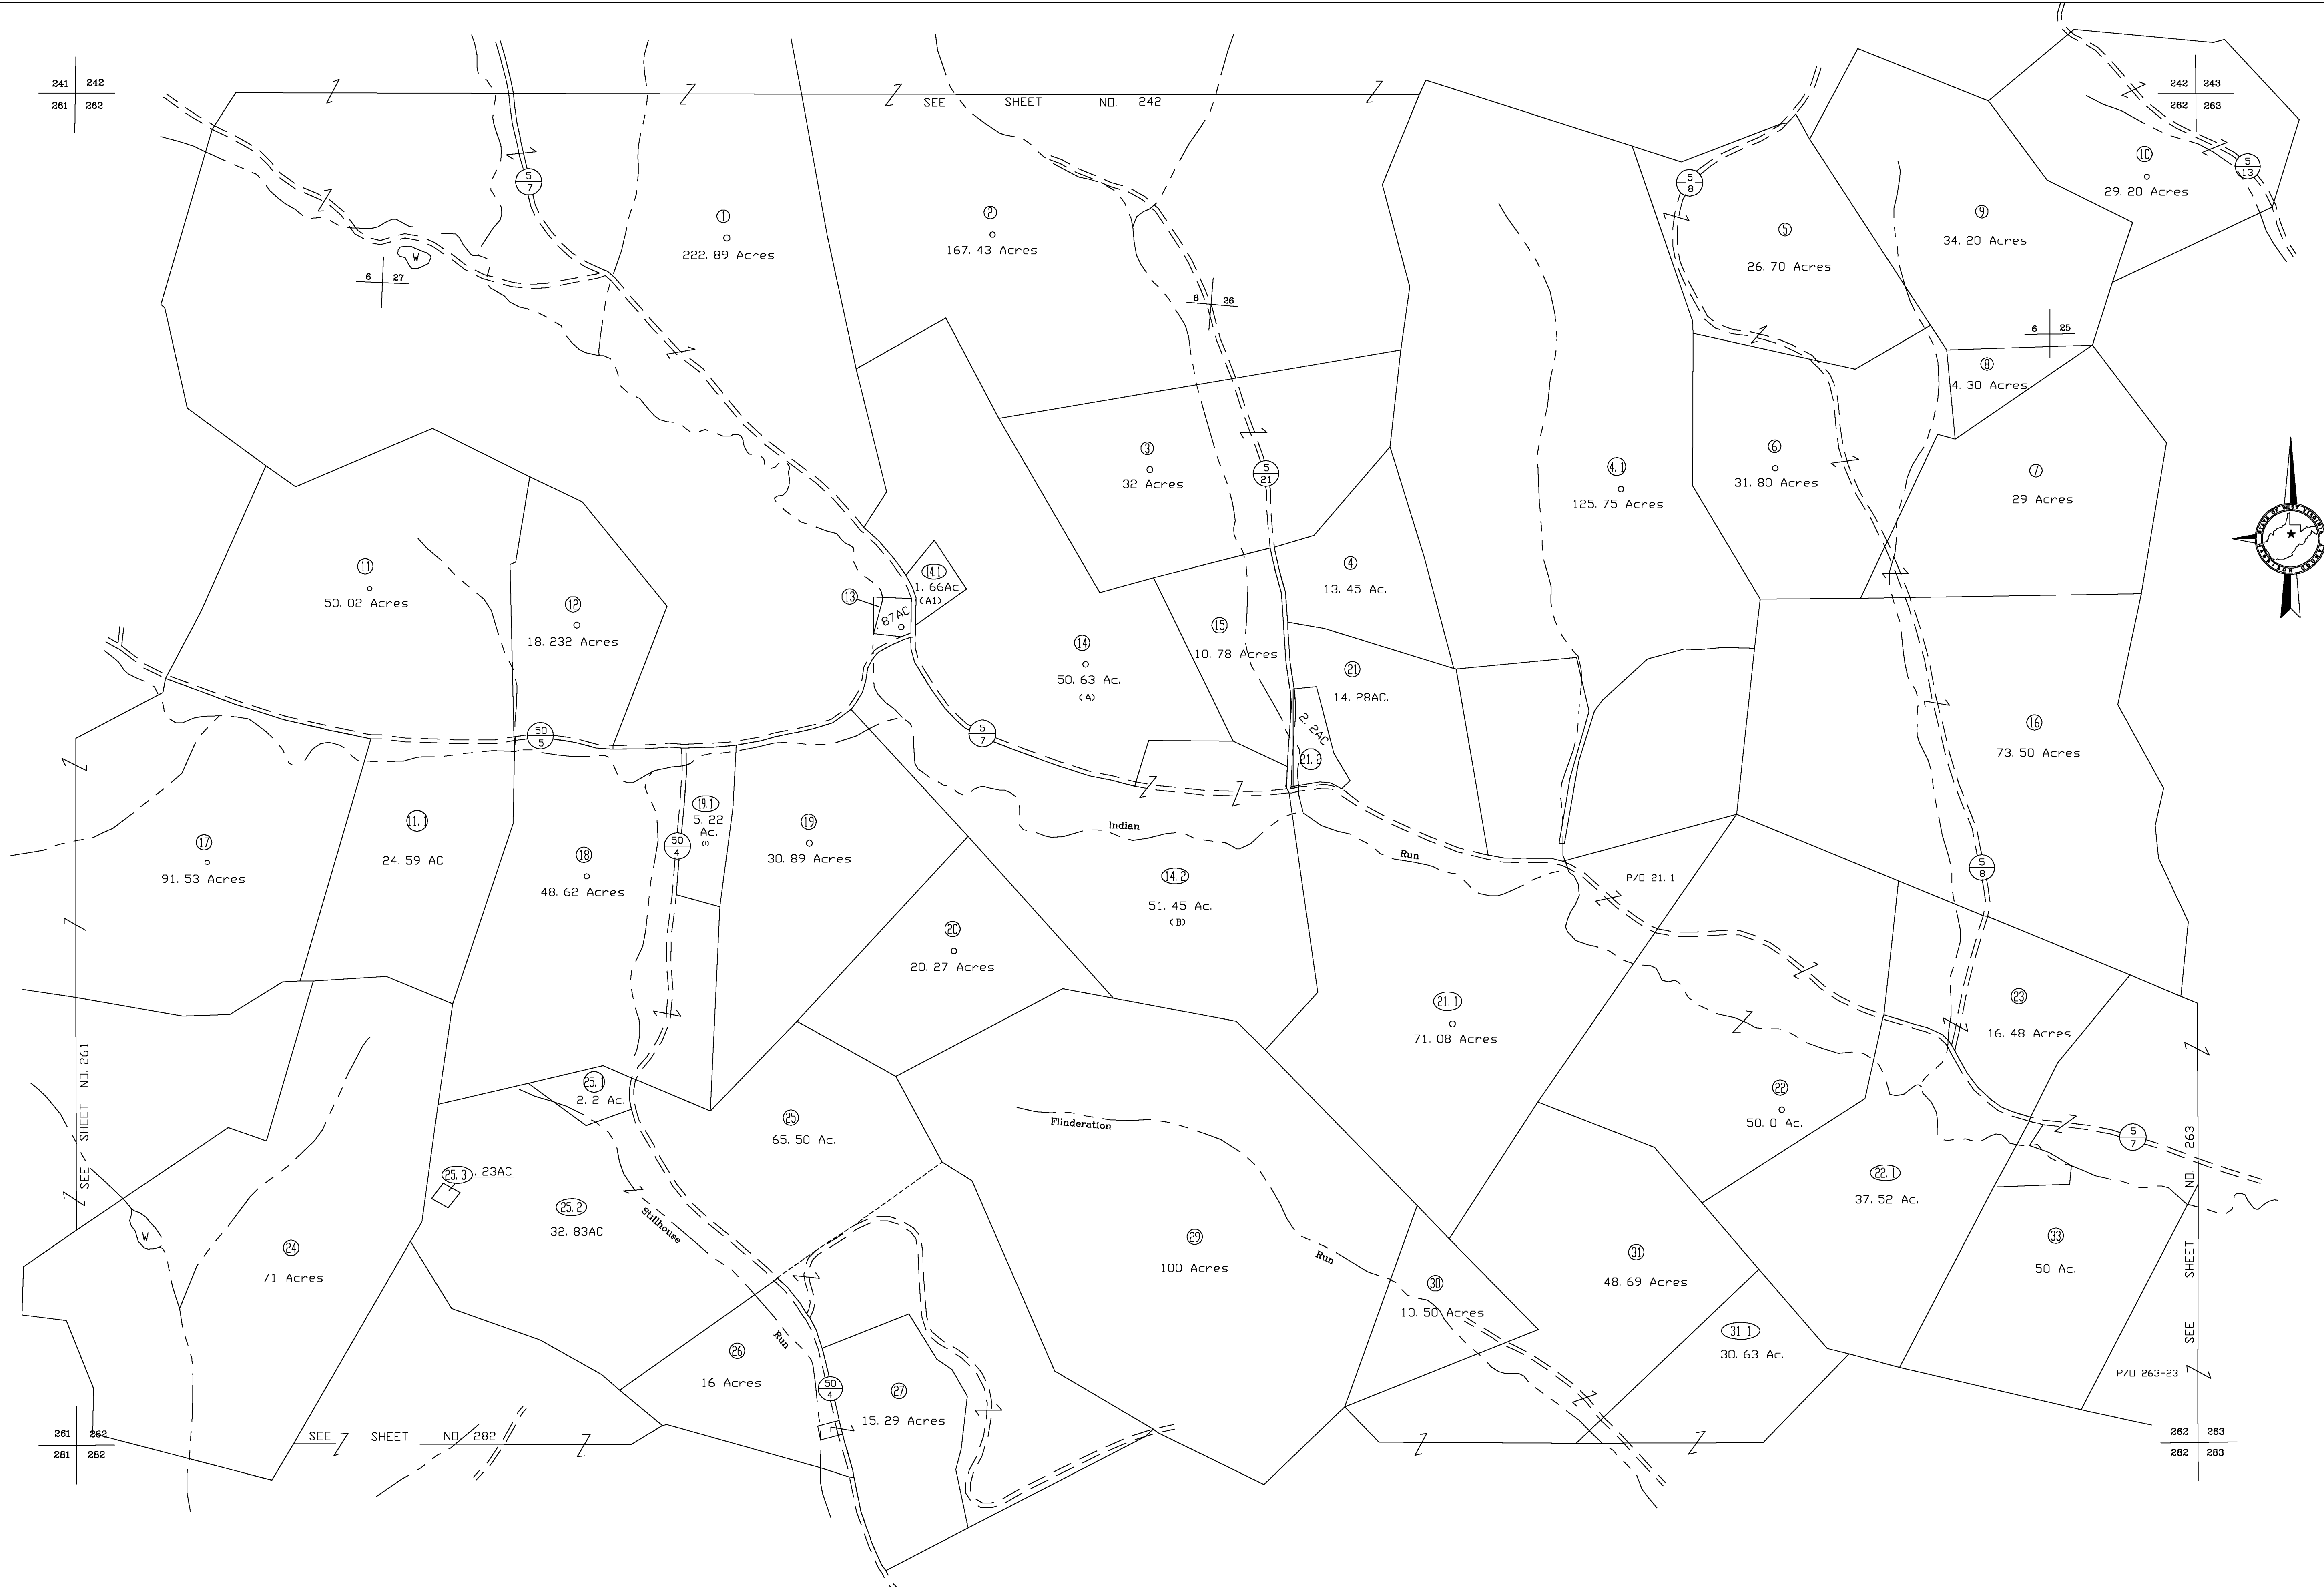 241 242
261 262
SEE SHEET NO. 242
242 243
262 263
5
7
5
8
5
13
10
29. 20 Acres
1
222. 89 Acres
2
167. 43 Acres
5
26. 70 Acres
9
34. 20 Acres
W
6 27
6 26
6 25
8
4. 30 Acres
3
32 Acres
5
21
4.1
125. 75 Acres
6
31. 80 Acres
7
29 Acres
STATE OF WEST VIRGINIA
HARRISON COUNTY
11
50. 02 Acres
12
18. 232 Acres
13
. 87AC
14.1
1. 66Ac
(A1)
14
50. 63 Ac.
(A)
15
10. 78 Acres
4
13. 45 Ac.
21
14. 28AC.
2. 2AC
21. 2
16
73. 50 Acres
50
5
5
7
17
91. 53 Acres
11. 1
24. 59 AC
18
48. 62 Acres
50
4
19.1
5. 22
Ac.
(1)
19
30. 89 Acres
Indian
Run
14.2
51. 45 Ac.
(B)
P/O 21. 1
5
8
20
20. 27 Acres
21.1
71. 08 Acres
23
16. 48 Acres
SEE SHEET NO. 261
25. 1
2. 2 Ac.
25
65. 50 Ac.
Flinderation
Run
22
50. 0 Ac.
5
7
SEE SHEET NO. 263
25. 3 . 23AC
25. 2
32. 83AC
Stillhouse
Run
22. 1
37. 52 Ac.
W
24
71 Acres
29
100 Acres
30
10. 50 Acres
31
48. 69 Acres
33
50 Ac.
31. 1
30. 63 Ac.
P/O 263-23
26
16 Acres
50
4
27
15. 29 Acres
261 262
281 282
SEE SHEET NO. 282
262 263
282 283